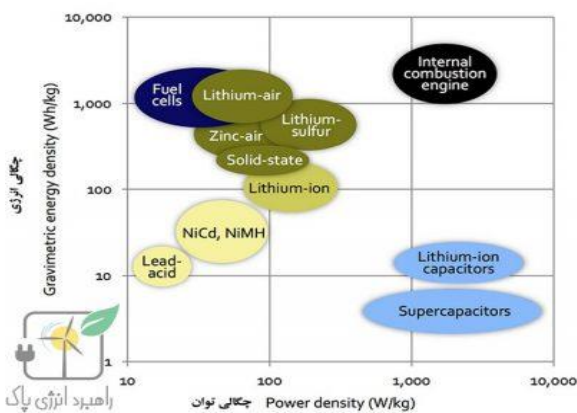 10,000
1,000
100
10
1
Gravimetric energy density (Wh/kg)
چگالی انرژی
Fuel
cells
Lithium-air
Lithium-
sulfur
Zinc-air
Solid-state
Lithium-ion
NiCd, NiMH
Lead-
acid
Internal
combustion
engine
Lithium-ion
capacitors
Supercapacitors
10
100
1,000
10,000
چگالی توان Power density (W/kg)
راهبرد انرژی پاک